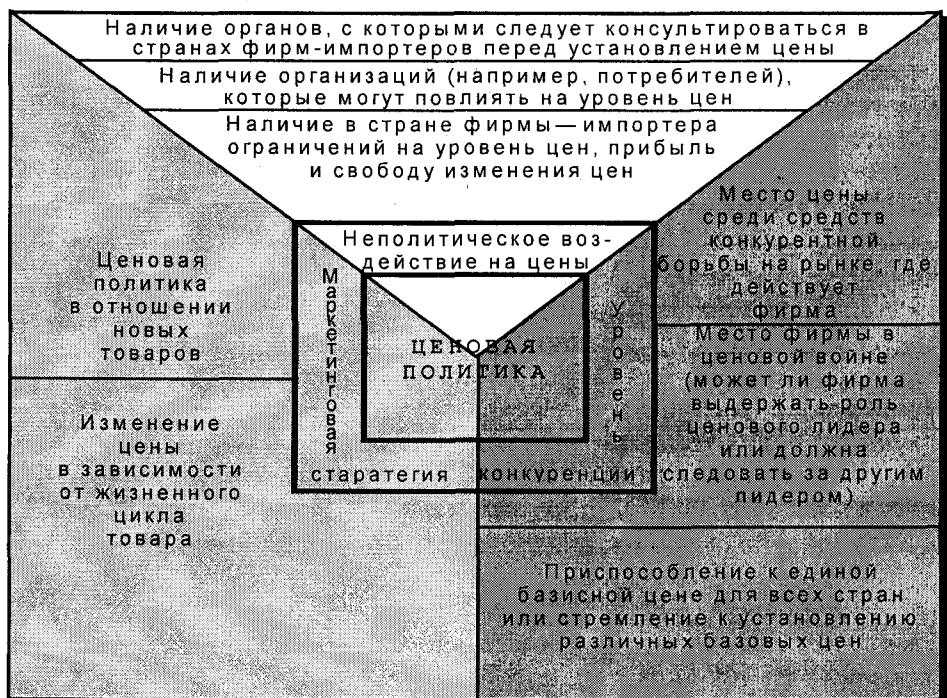 Наличие органов, с которыми следует консультироваться в
странах фирм-импортеров перед установлением цены
Наличие организаций (например, потребителей),
которые могут повлиять на уровень цен
Наличие в стране фирмы — импортера
ограничений на уровень цен, прибыль
и свободу изменения цен
Неполитическое воз-
действие на цены
Ценовая
политика
в отношении
новых
товаров
Изменение
цены
в зависимости
от жизненного
цикла
товара
Маркетинговая
старатегия
ЦЕНОВАЯ
ПОЛИТИКА
Уровень
конкуренции
Место цены
среди средств
конкурентной
борьбы на рынке, где
действует
фирма
Место фирмы в
ценовой войне
(может ли фирма
выдержать роль
ценового лидера
или должна
следовать за другим
лидером)
Приспособление к единой
базисной цене для всех стран
или стремление к установлению
различных базовых цен